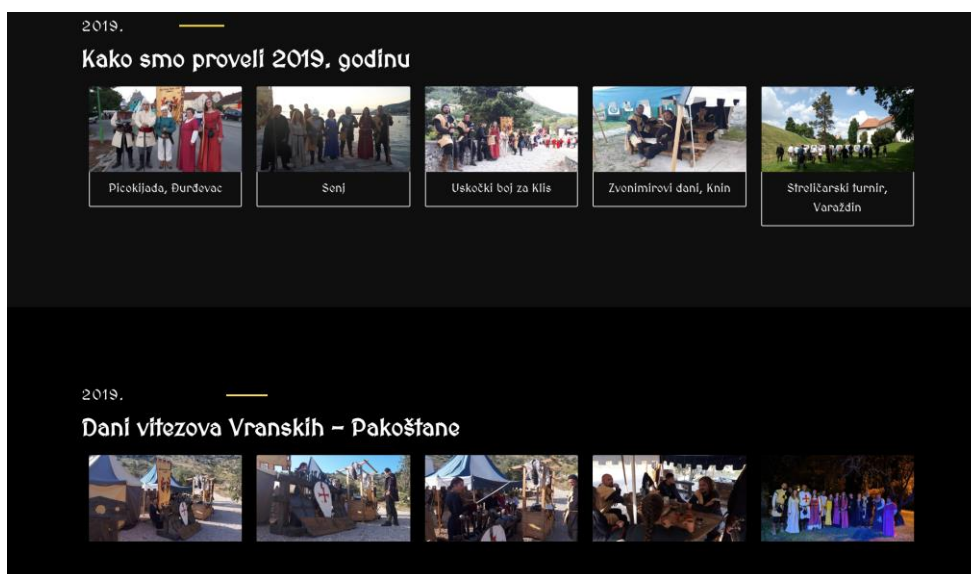 2019.
Kako smo proveli 2019. godinu
Picokijada, Đurđevac
Senj
Uskočki boj za Klis
Zvonimirovi dani, Knin
Streličarski turnir,
Varaždin
2019.
Dani vitezova Vranskih – Pakoštane